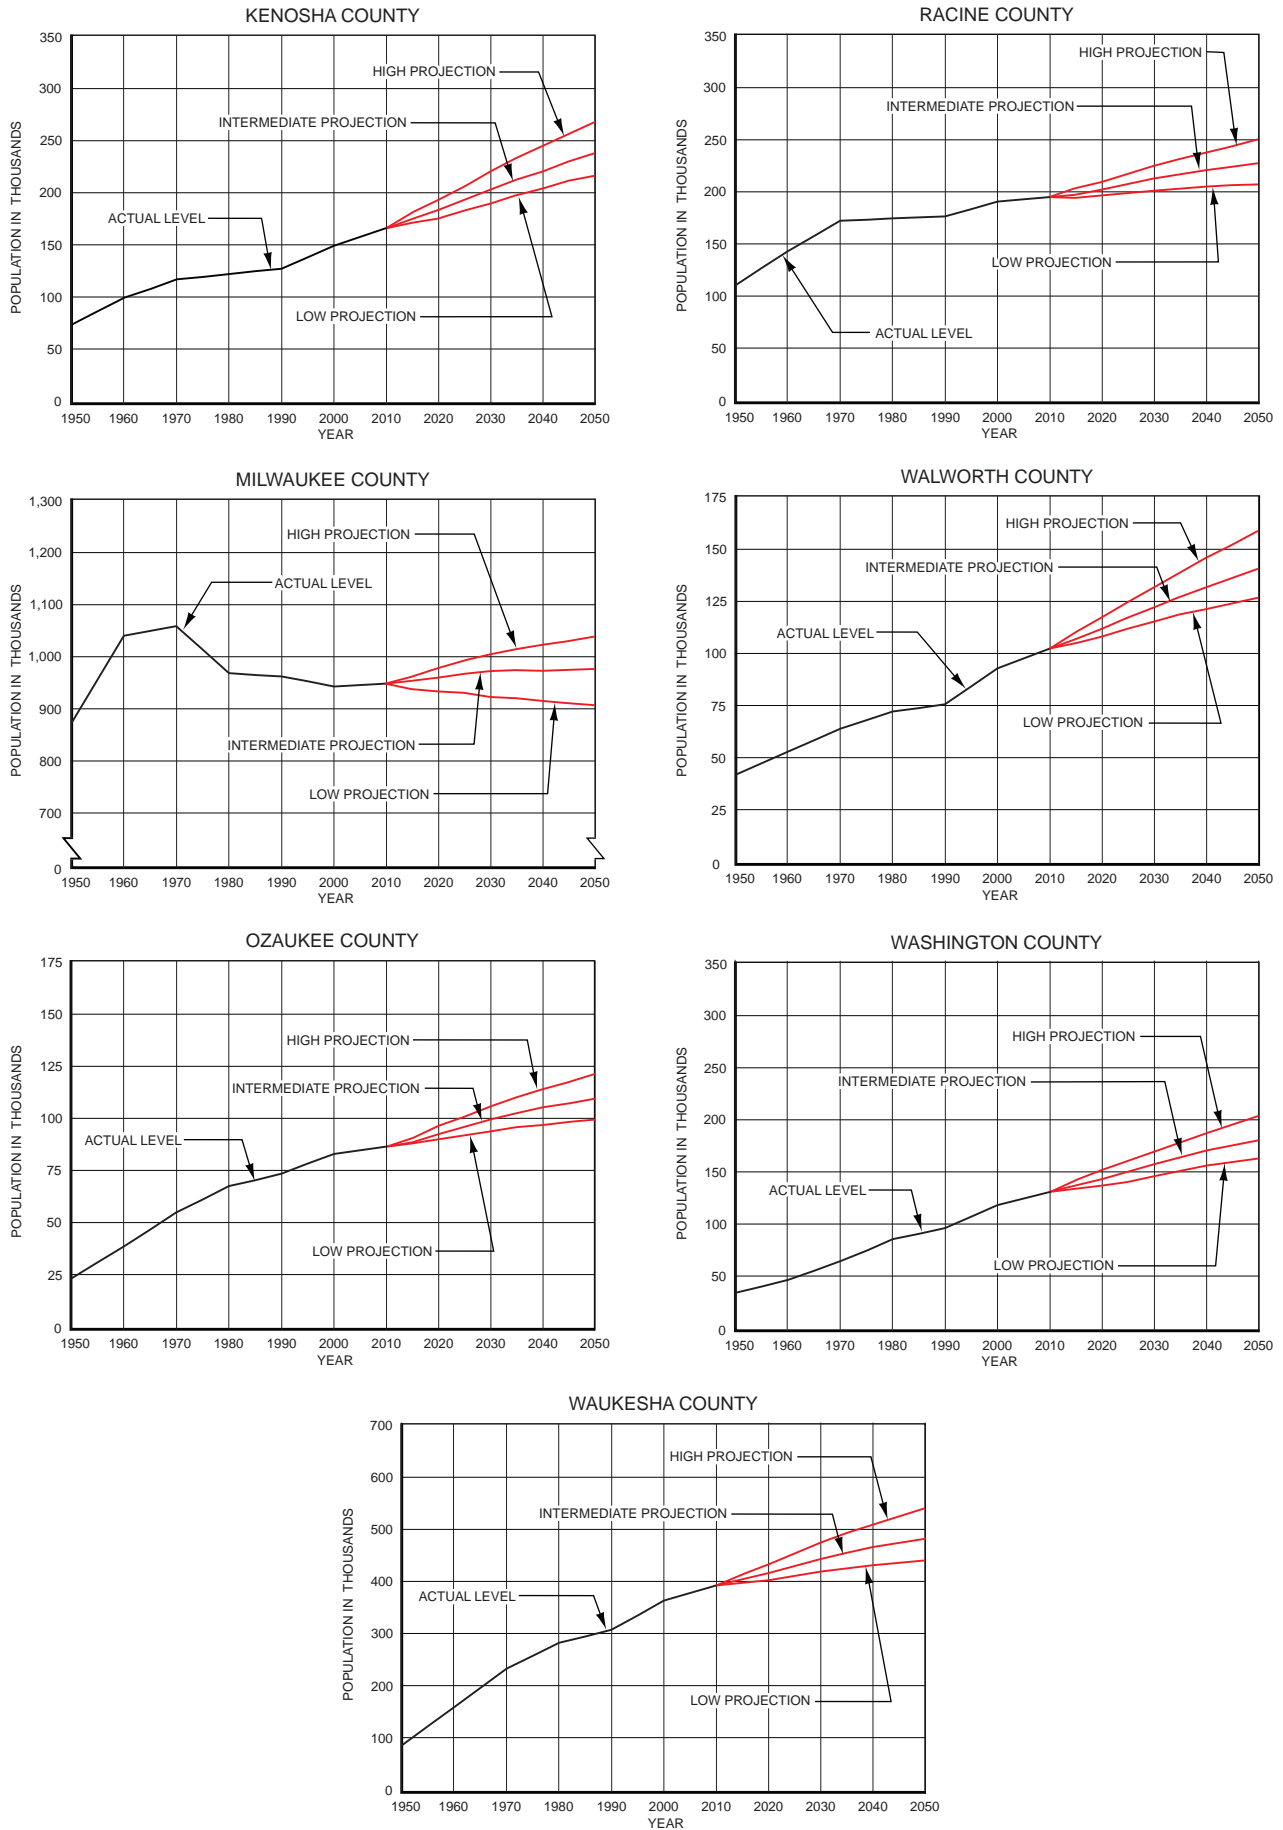 KENOSHA COUNTY
POPULATION IN THOUSANDS
350
300
250
200
150
100
50
0
HIGH PROJECTION
INTERMEDIATE PROJECTION
ACTUAL LEVEL
LOW PROJECTION
1950 1960 1970 1980 1990 2000 2010 2020 2030 2040 2050
YEAR
RACINE COUNTY
POPULATION IN THOUSANDS
350
300
250
200
150
100
50
0
HIGH PROJECTION
INTERMEDIATE PROJECTION
LOW PROJECTION
ACTUAL LEVEL
1950 1960 1970 1980 1990 2000 2010 2020 2030 2040 2050
YEAR
MILWAUKEE COUNTY
POPULATION IN THOUSANDS
1,300
1,200
1,100
1,000
900
800
700
0
HIGH PROJECTION
ACTUAL LEVEL
INTERMEDIATE PROJECTION
LOW PROJECTION
1950 1960 1970 1980 1990 2000 2010 2020 2030 2040 2050
YEAR
WALWORTH COUNTY
POPULATION IN THOUSANDS
175
150
125
100
75
50
25
0
HIGH PROJECTION
INTERMEDIATE PROJECTION
ACTUAL LEVEL
LOW PROJECTION
1950 1960 1970 1980 1990 2000 2010 2020 2030 2040 2050
YEAR
OZAUKEE COUNTY
POPULATION IN THOUSANDS
175
150
125
100
75
50
25
0
HIGH PROJECTION
INTERMEDIATE PROJECTION
ACTUAL LEVEL
LOW PROJECTION
1950 1960 1970 1980 1990 2000 2010 2020 2030 2040 2050
YEAR
WASHINGTON COUNTY
POPULATION IN THOUSANDS
350
300
250
200
150
100
50
0
HIGH PROJECTION
INTERMEDIATE PROJECTION
ACTUAL LEVEL
LOW PROJECTION
1950 1960 1970 1980 1990 2000 2010 2020 2030 2040 2050
YEAR
WAUKESHA COUNTY
POPULATION IN THOUSANDS
700
600
500
400
300
200
100
0
HIGH PROJECTION
INTERMEDIATE PROJECTION
ACTUAL LEVEL
LOW PROJECTION
1950 1960 1970 1980 1990 2000 2010 2020 2030 2040 2050
YEAR